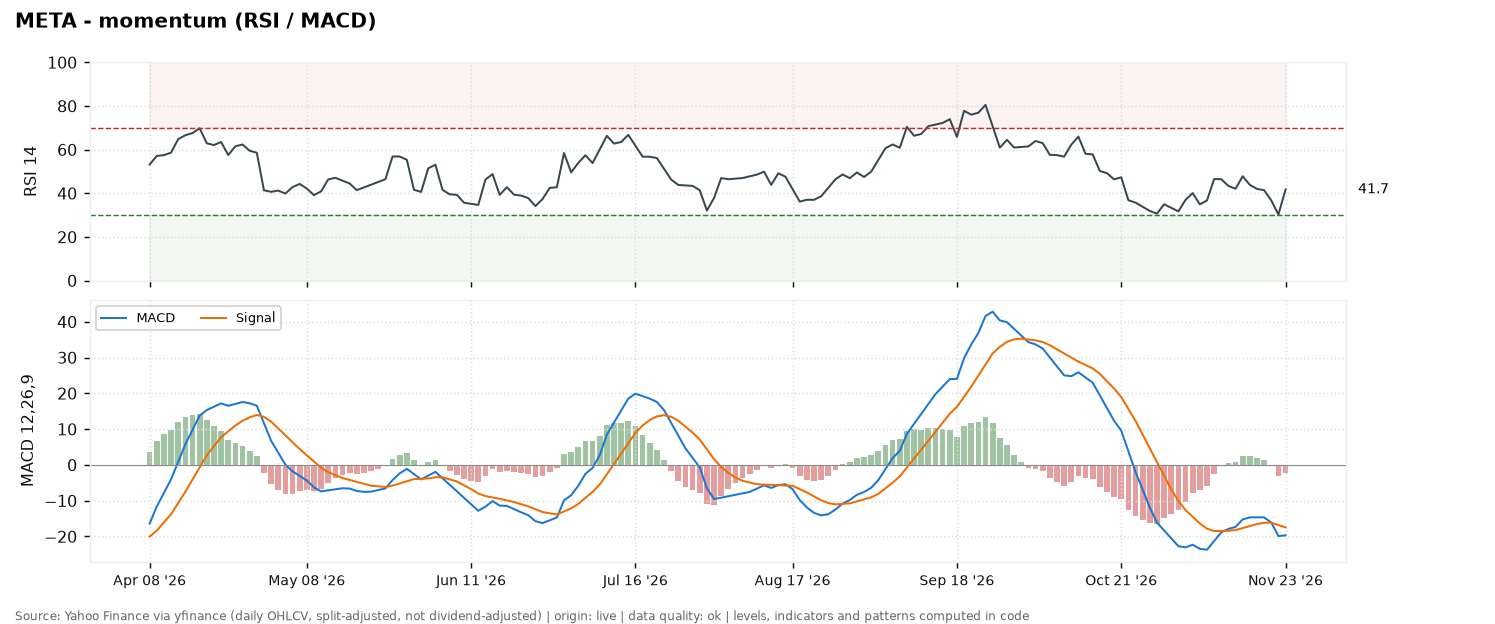 META - momentum (RSI / MACD)
100
80
60
40
20
0
RSI 14
41.7
MACD
Signal
40
30
20
10
0
−10
−20
MACD 12,26,9
Apr 08 '26
May 08 '26
Jun 11 '26
Jul 16 '26
Aug 17 '26
Sep 18 '26
Oct 21 '26
Nov 23 '26
Source: Yahoo Finance via yfinance (daily OHLCV, split-adjusted, not dividend-adjusted) | origin: live | data quality: ok | levels, indicators and patterns computed in code